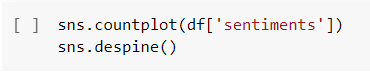 [ ] sns.countplot(df['sentiments'])
sns.despine()